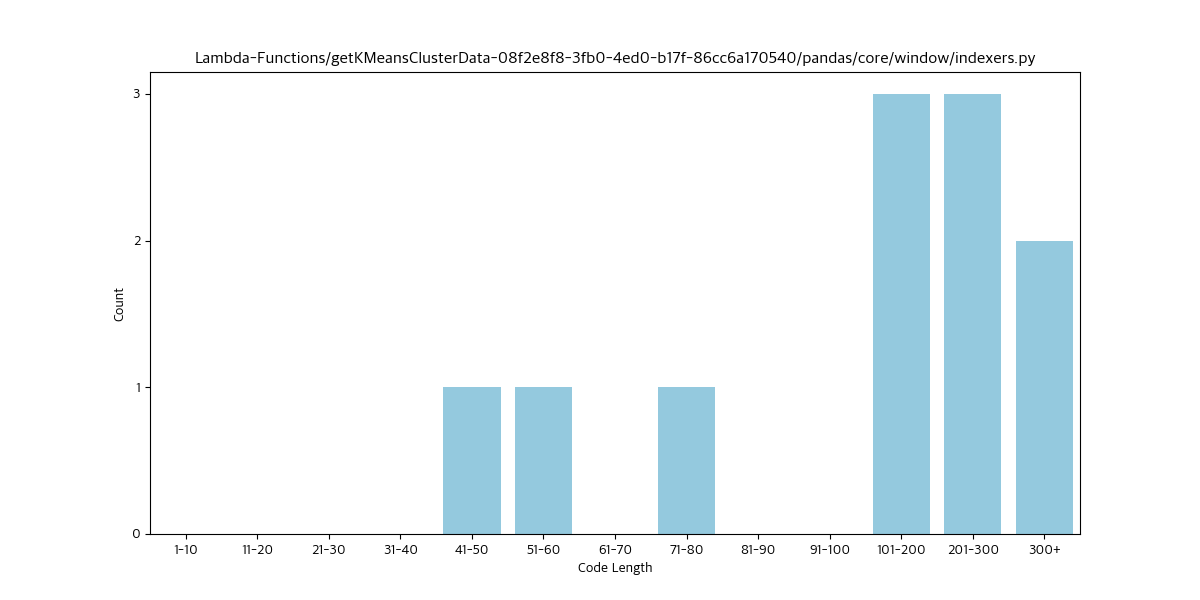 Lambda-Functions/getKMeansClusterData-08f2e8f8-3fb0-4ed0-b17f-86cc6a170540/pandas/core/window/indexers.py
3
2
1
0
Count
1-10 11-20 21-30 31-40 41-50 51-60 61-70 71-80 81-90 91-100 101-200 201-300 300+
Code Length